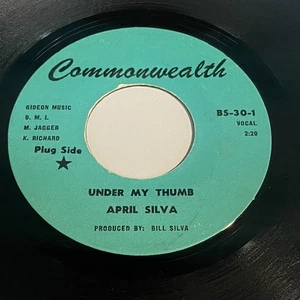 Commonwealth
GIDEON MUSIC
B. M. I.
M. JAGGER
K. RICHARD
Plug Side
BS-30-1
VOCAL
2:20
UNDER MY THUMB
APRIL SILVA
PRODUCED BY: BILL SILVA